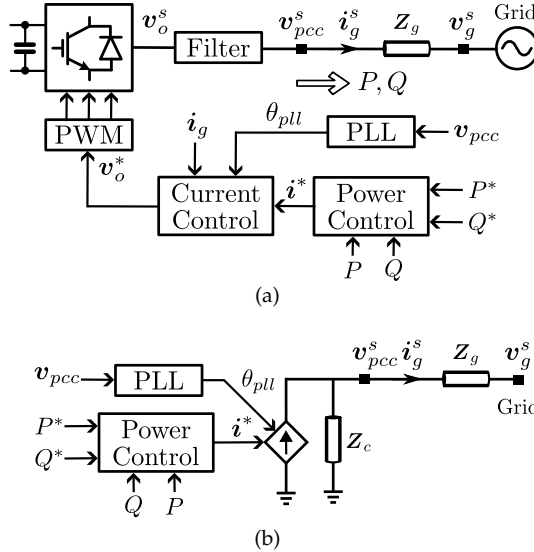 v_o^s
v_pcc^s
i_g^s
Z_g
v_g^s
Grid
Filter
P, Q
PWM
v_o^*
i_g
θ_pll
PLL
v_pcc
Current
Control
i^*
Power
Control
P^*
Q^*
P
Q
(a)
v_pcc
PLL
θ_pll
v_pcc^s
i_g^s
Z_g
v_g^s
Grid
P^*
Q^*
Power
Control
i^*
Z_c
Q
P
(b)